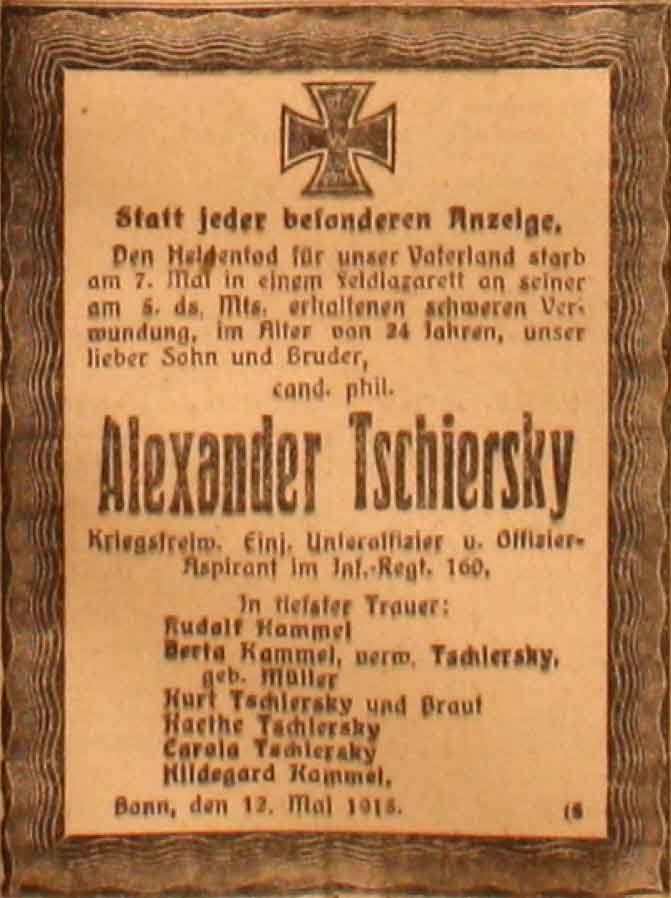 Statt jeder besonderen Anzeige.
Den Heldentod für unser Vaterland starb
am 7. Mai in einem Feldlazarett an seiner
am 5. ds. Mts. erhaltenen schweren Ver-
wundung, im Alter von 24 Jahren, unser
lieber Sohn und Bruder,
cand. phil.
Alexander Tschiersky
Kriegsfreiw. Einj. Unteroffizier u. Offizier-
Aspirant im Inf.-Regt. 160.
In tiefster Trauer:
Rudolf Kammel
Berta Kammel, verw. Tschiersky,
geb. Müller
Kurt Tschiersky und Braut
Kaethe Tschiersky
Carola Tschiersky
Hildegard Kammel.
Bonn, den 12. Mai